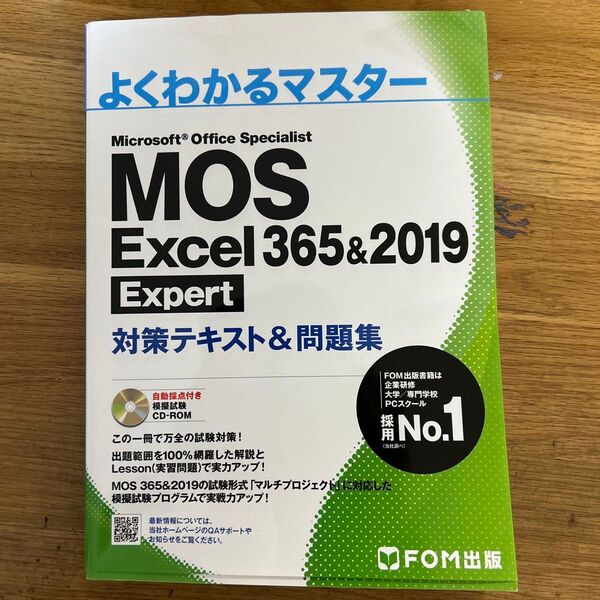 よくわかるマスター
Microsoft® Office Specialist
MOS
Excel 365&2019
Expert
対策テキスト&問題集
自動採点付き
模擬試験
CD-ROM
FOM出版書籍は
企業研修
大学/専門学校
PCスクール
採用 No.1
(当社調べ)
この一冊で万全の試験対策!
出題範囲を100%網羅した解説と
Lesson(実習問題)で実力アップ!
MOS 365&2019の試験形式「マルチプロジェクト」に対応した
模擬試験プログラムで実戦力アップ!
最新情報については、
当社ホームページのQAサポートや
お知らせをご覧ください。
FOM出版